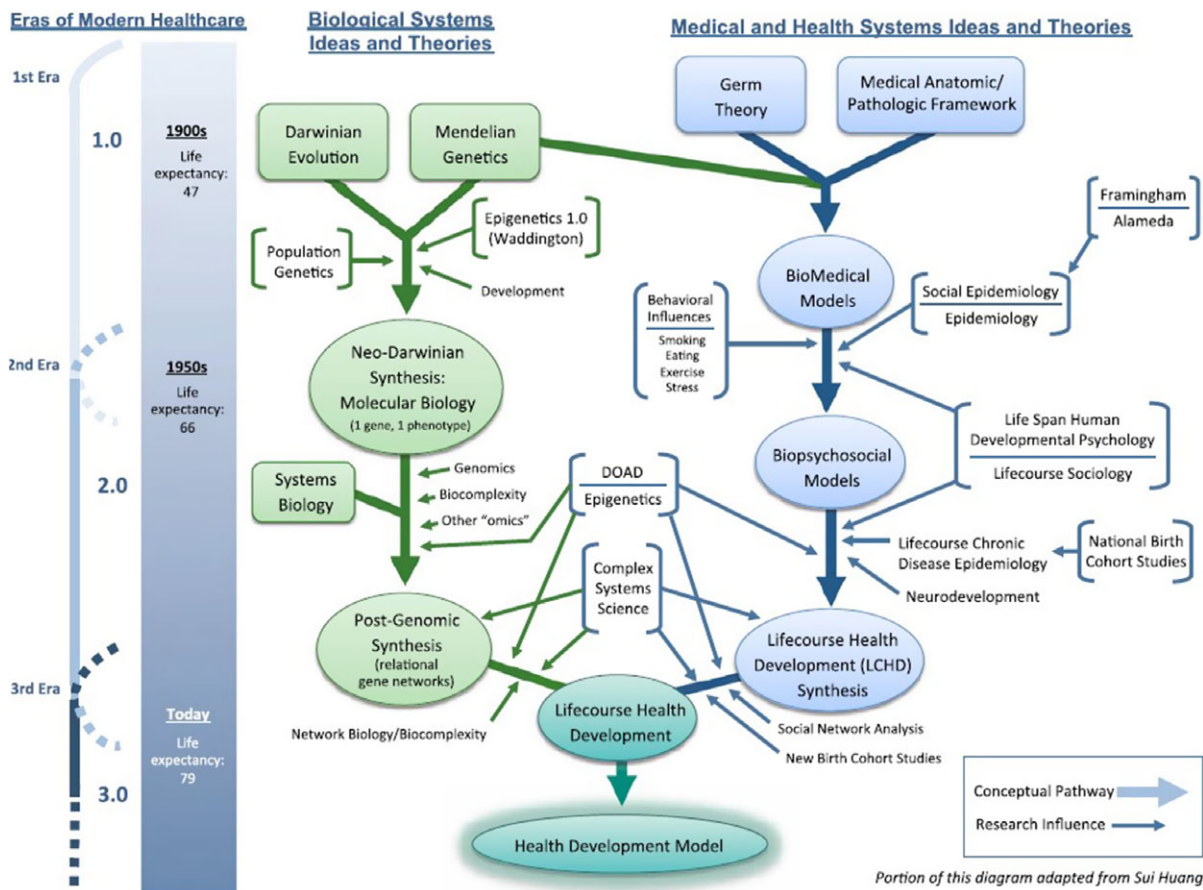 Eras of Modern Healthcare
Biological Systems
Ideas and Theories
Medical and Health Systems Ideas and Theories
1st Era
1.0
1900s
Life
expectancy:
47
2nd Era
1950s
Life
expectancy:
66
2.0
3rd Era
Today
Life
expectancy:
79
3.0
Darwinian
Evolution
Mendelian
Genetics
Population
Genetics
Epigenetics 1.0
(Waddington)
Development
Neo-Darwinian
Synthesis:
Molecular Biology
(1 gene, 1 phenotype)
Systems
Biology
Genomics
Biocomplexity
Other “omics”
Post-Genomic
Synthesis
(relational
gene networks)
Network Biology/Biocomplexity
DOAD
Epigenetics
Complex
Systems
Science
Germ
Theory
Medical Anatomic/
Pathologic Framework
Framingham
Alameda
BioMedical
Models
Social Epidemiology
Epidemiology
Behavioral
Influences
Smoking
Eating
Exercise
Stress
Life Span Human
Developmental Psychology
Lifecourse Sociology
Biopsychosocial
Models
Lifecourse Chronic
Disease Epidemiology
National Birth
Cohort Studies
Neurodevelopment
Lifecourse Health
Development (LCHD)
Synthesis
Social Network Analysis
New Birth Cohort Studies
Lifecourse Health
Development
Health Development Model
Conceptual Pathway
Research Influence
Portion of this diagram adapted from Sui Huang